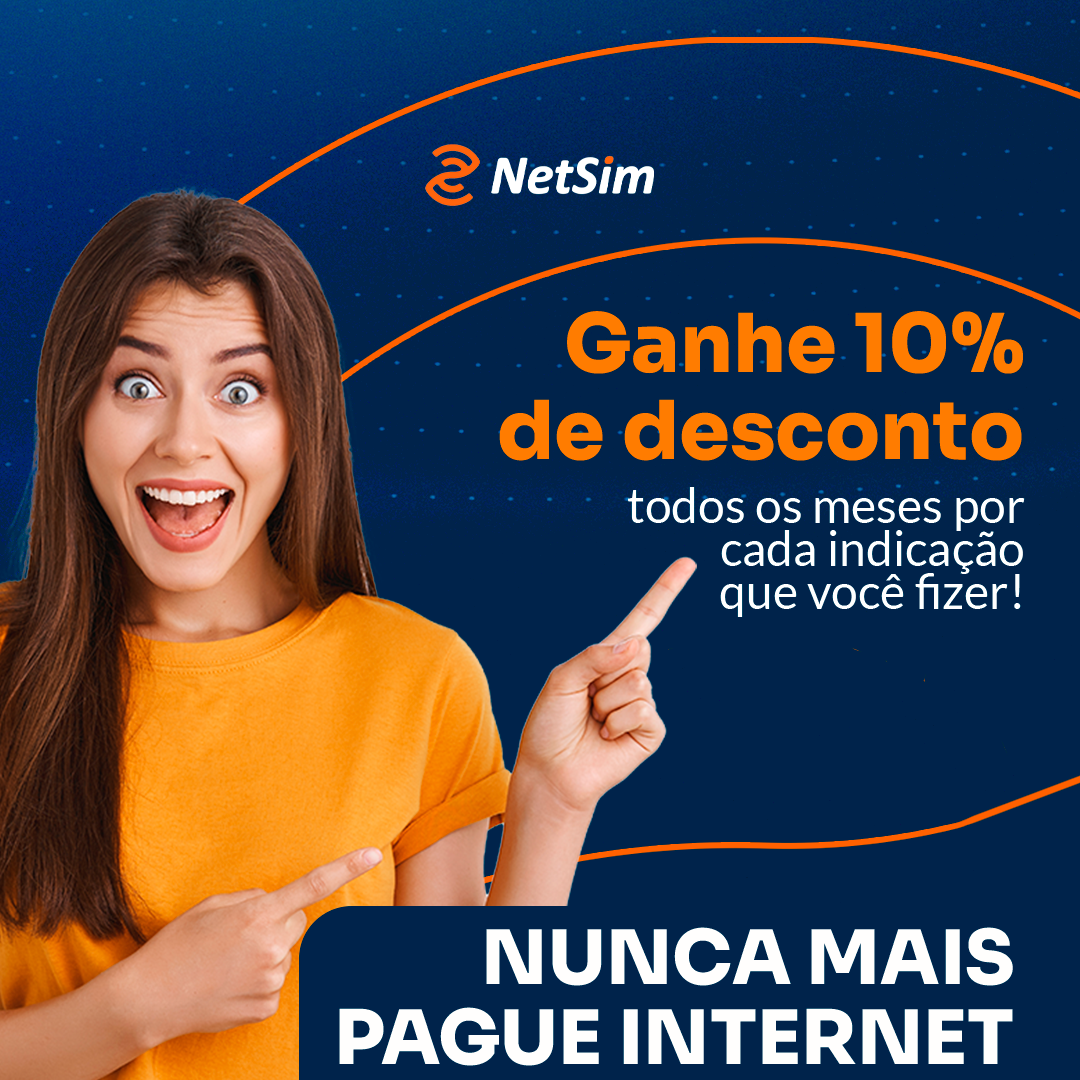 NetSim
Ganhe 10%
de desconto
todos os meses por
cada indicação
que você fizer!
NUNCA MAIS
PAGUE INTERNET